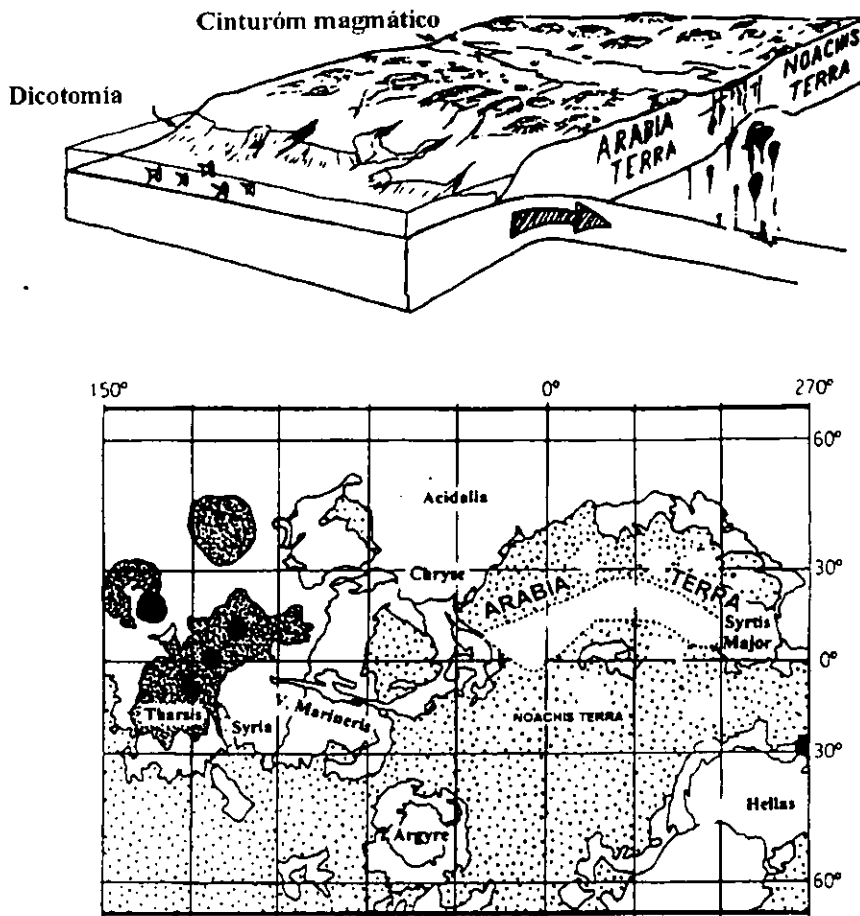 Cinturóm magmático
Dicotomía
NOACHIS
TERRA
ARABIA
TERRA
150° 0° 270°
60°
Acidalia
Chryse
30°
ARABIA TERRA
Syrtis
Major
0°
Tharsis
Syria
V. Marineris
NOACHIS TERRA
30°
Hellas
Argyre
60°